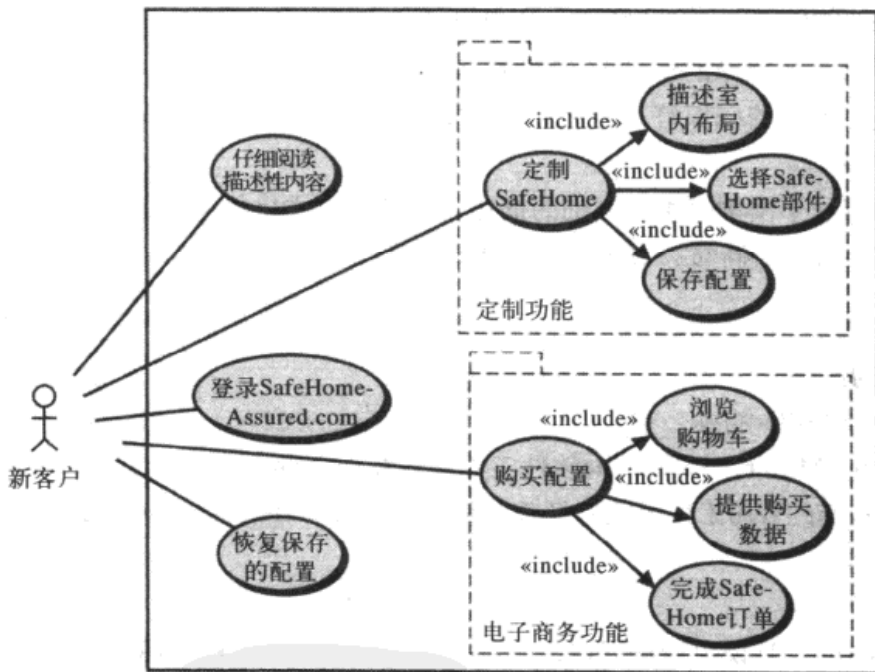 仔细阅读
描述性内容
描述室
内布局
«include»
定制
SafeHome
«include»
选择Safe-
Home部件
«include»
保存配置
定制功能
登录SafeHome-
Assured.com
新客户
浏览
购物车
«include»
购买配置
«include»
提供购买
数据
恢复保存
的配置
«include»
完成Safe-
Home订单
电子商务功能